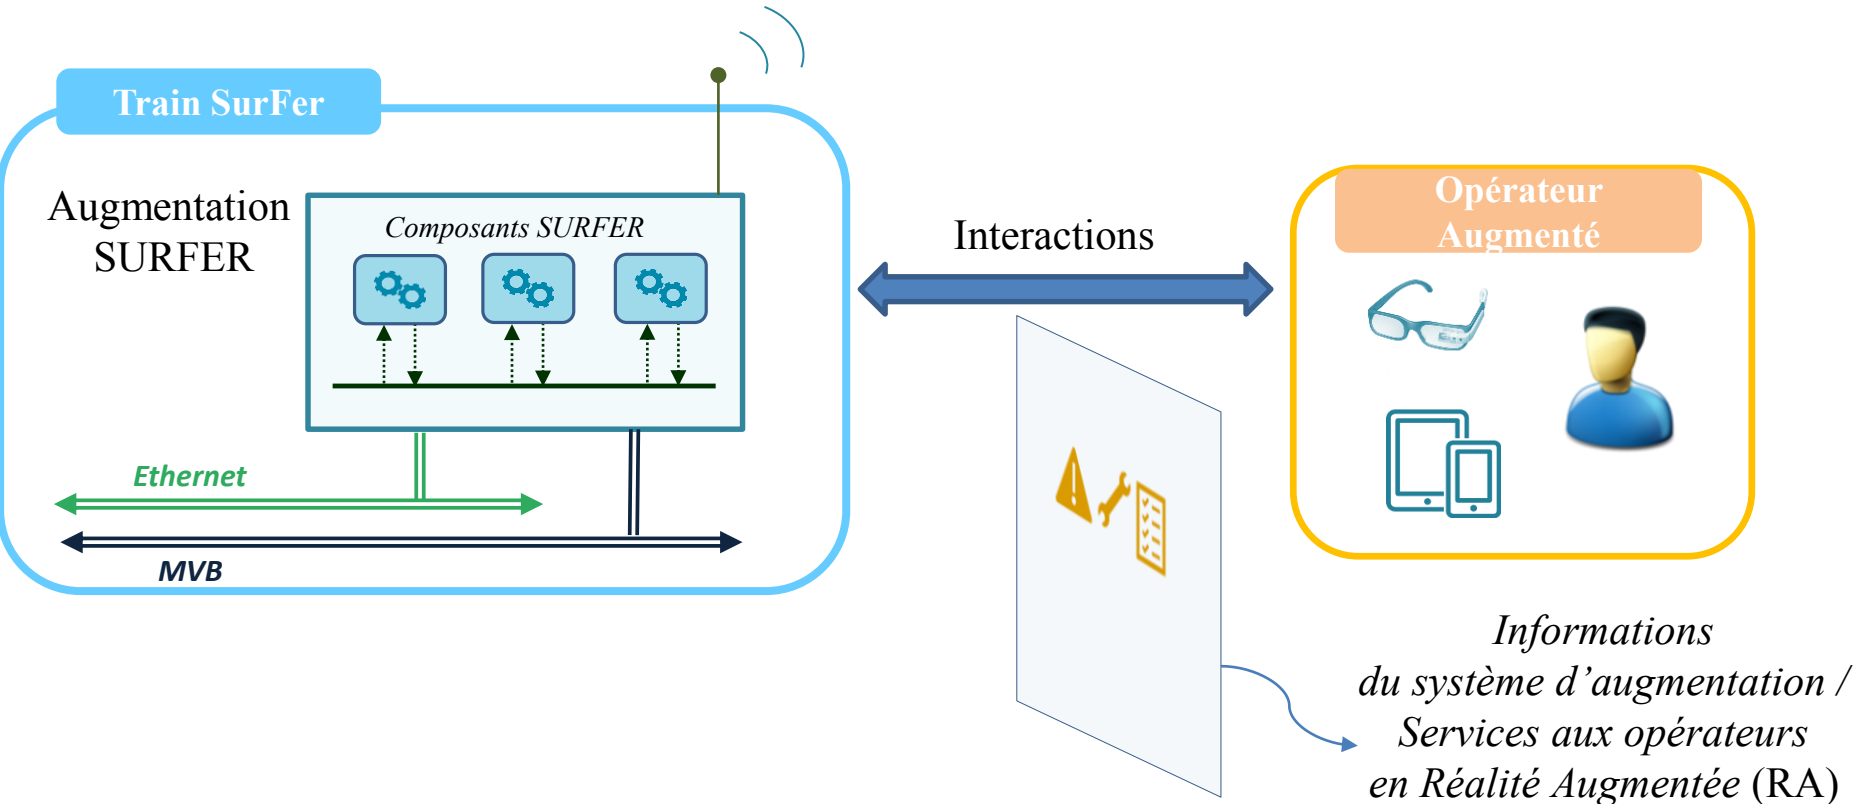 Train SurFer
Augmentation
SURFER
Composants SURFER
Ethernet
MVB
Interactions
Opérateur
Augmenté
Informations
du système d’augmentation /
Services aux opérateurs
en Réalité Augmentée (RA)